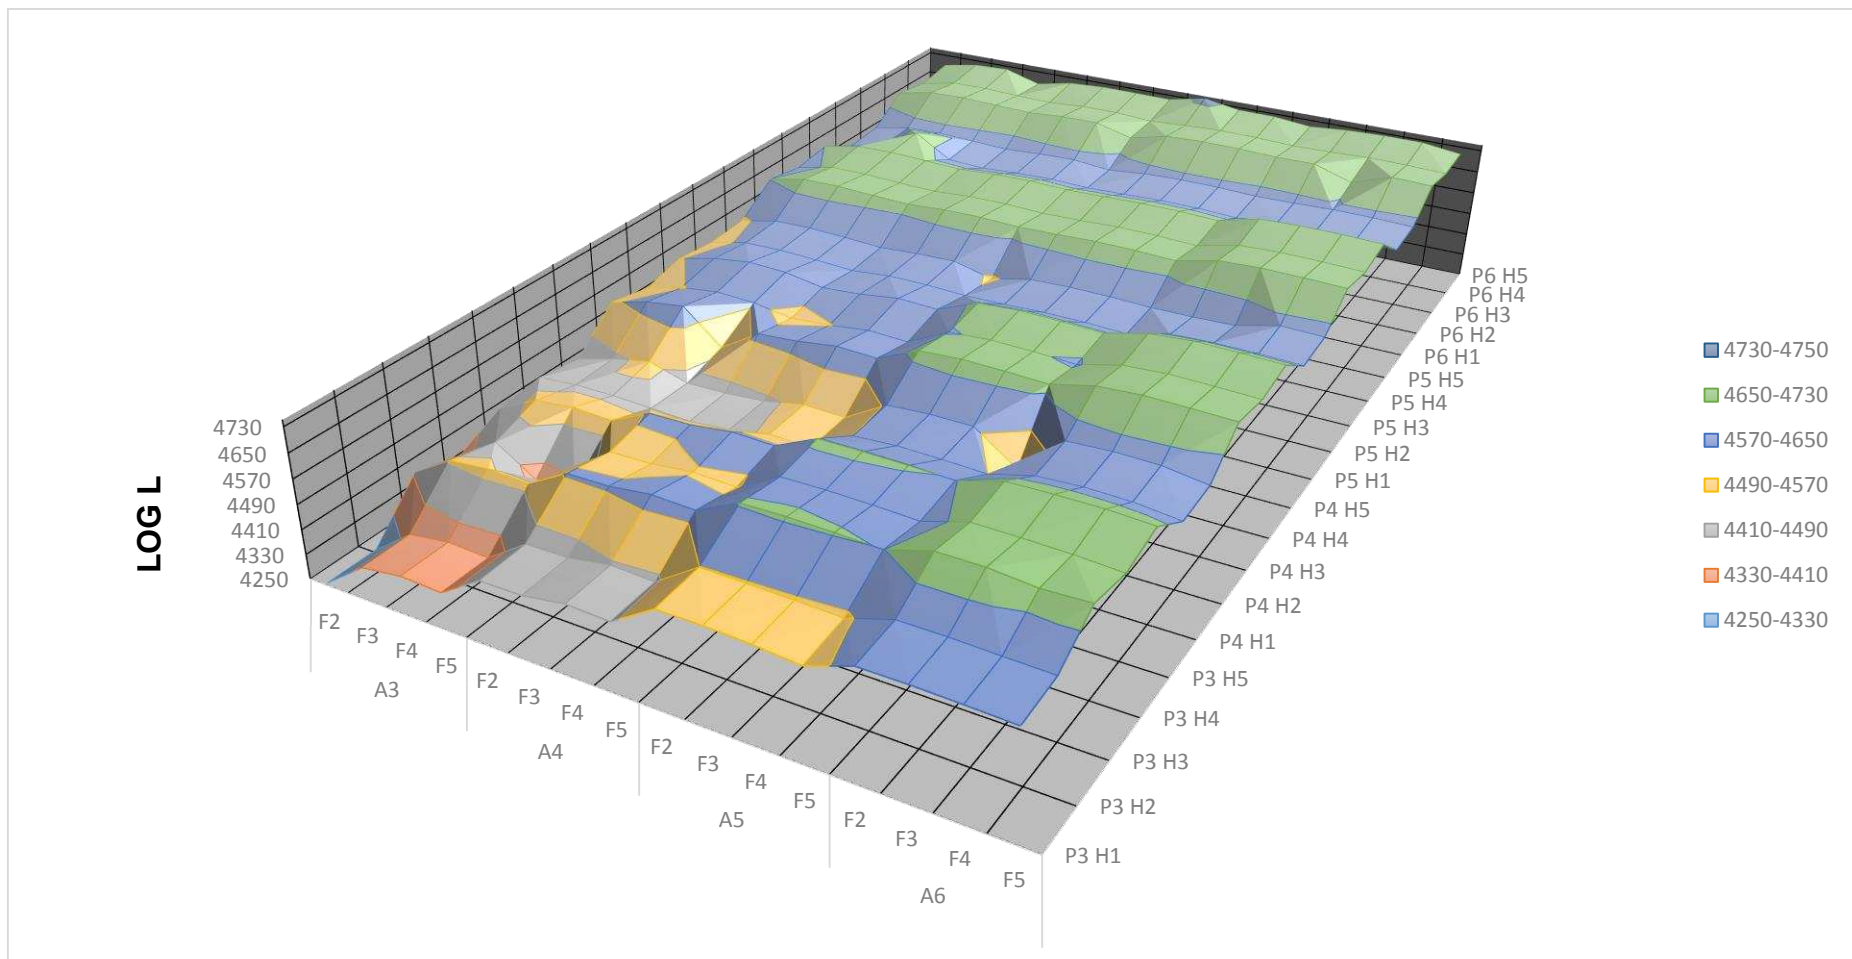 LOG L
4730
4650
4570
4490
4410
4330
4250
F2
F3
F4
F5
F2
F3
F4
F5
F2
F3
F4
F5
F2
F3
F4
F5
A3
A4
A5
A6
P6 H5
P6 H4
P6 H3
P6 H2
P6 H1
P5 H5
P5 H4
P5 H3
P5 H2
P5 H1
P4 H5
P4 H4
P4 H3
P4 H2
P4 H1
P3 H5
P3 H4
P3 H3
P3 H2
P3 H1
4730-4750
4650-4730
4570-4650
4490-4570
4410-4490
4330-4410
4250-4330